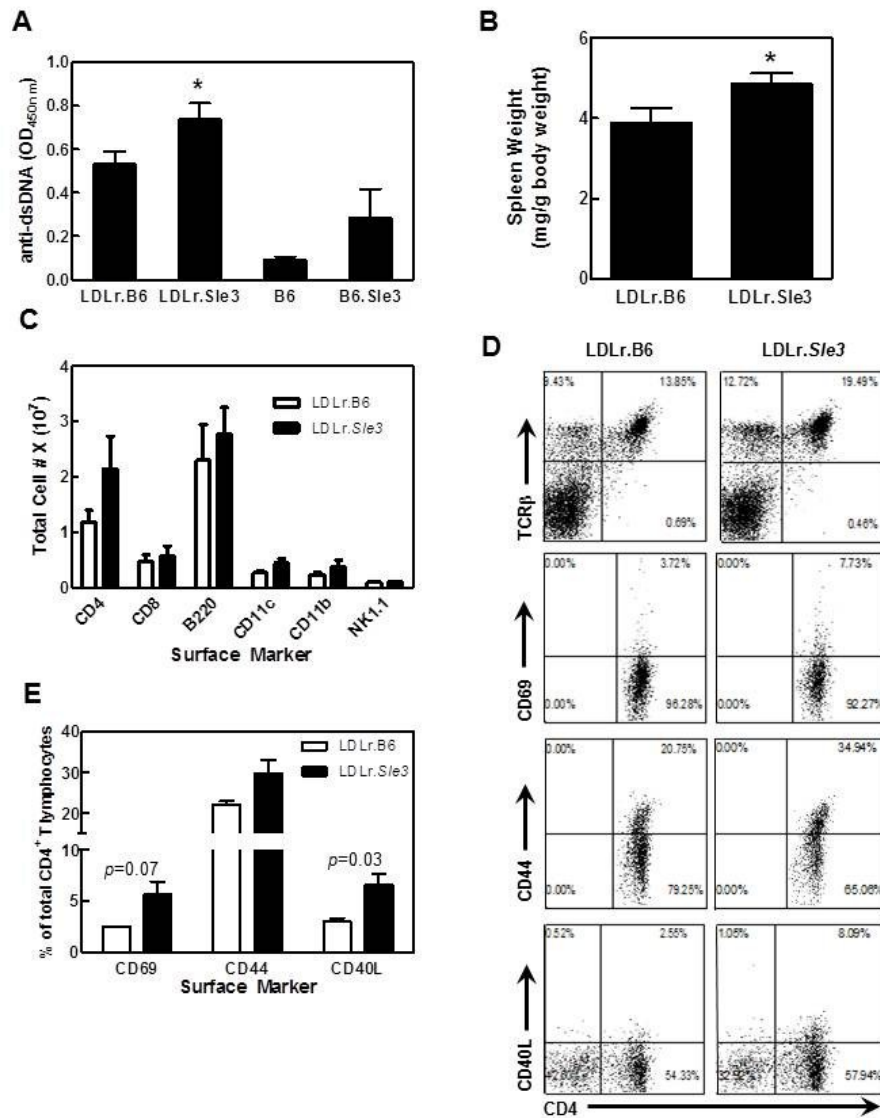 A
anti-dsDNA (OD450nm)
1.0
0.8
0.6
0.4
0.2
0.0
*
LDLr.B6
LDLr.Sle3
B6
B6.Sle3
B
Spleen Weight
(mg/g body weight)
6
4
2
0
*
LDLr.B6
LDLr.Sle3
C
Total Cell # X (10⁷)
4
3
2
1
0
LDLr.B6
LDLr.Sle3
CD4
CD8
B220
CD11c
CD11b
NK1.1
Surface Marker
D
LDLr.B6
LDLr.Sle3
TCRβ
9.43%
13.85%
0.69%
12.72%
19.49%
0.46%
CD69
0.00%
3.72%
0.00%
96.28%
0.00%
7.73%
0.00%
92.27%
CD44
0.00%
20.75%
0.00%
79.25%
0.00%
34.94%
0.00%
65.06%
CD40L
0.52%
2.55%
54.33%
1.05%
8.09%
57.94%
CD4
E
% of total CD4⁺ T lymphocytes
40
30
20
10
5
0
LDLr.B6
LDLr.Sle3
p=0.07
p=0.03
CD69
CD44
CD40L
Surface Marker